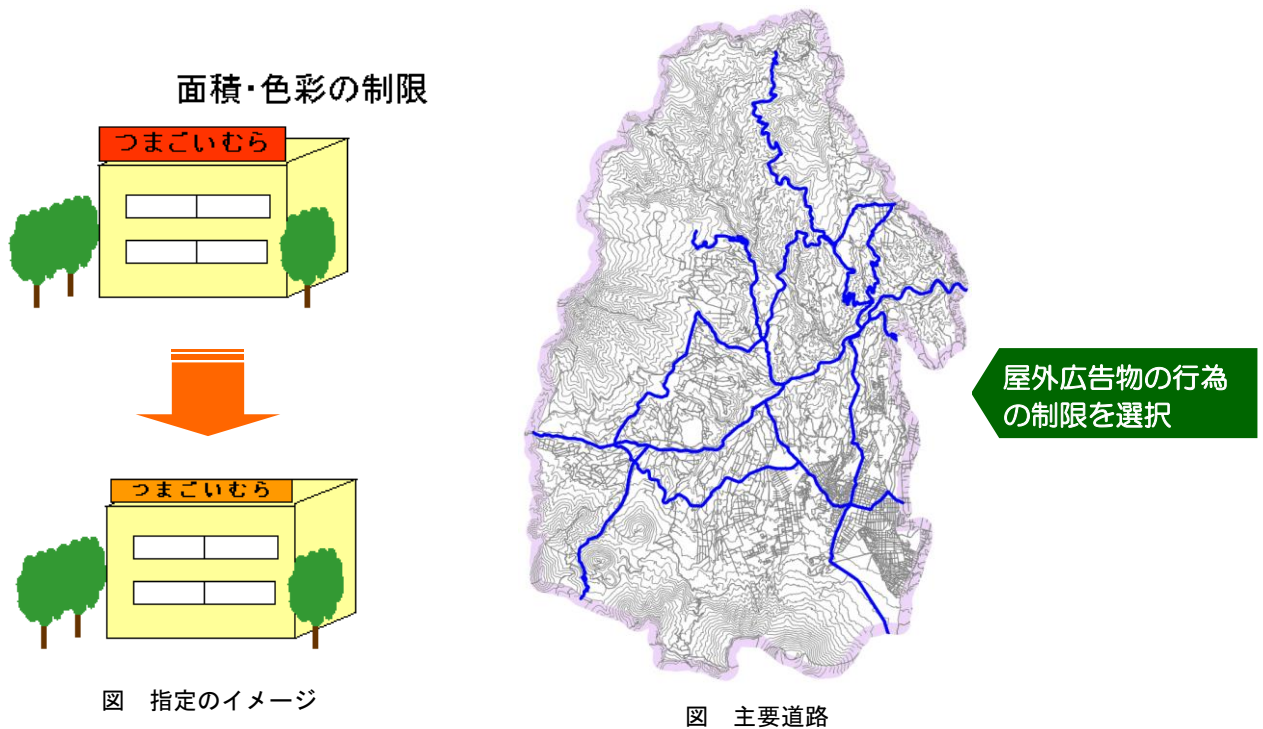 面積・色彩の制限
つまごいむら
つまごいむら
図　指定のイメージ
図　主要道路
屋外広告物の行為
の制限を選択